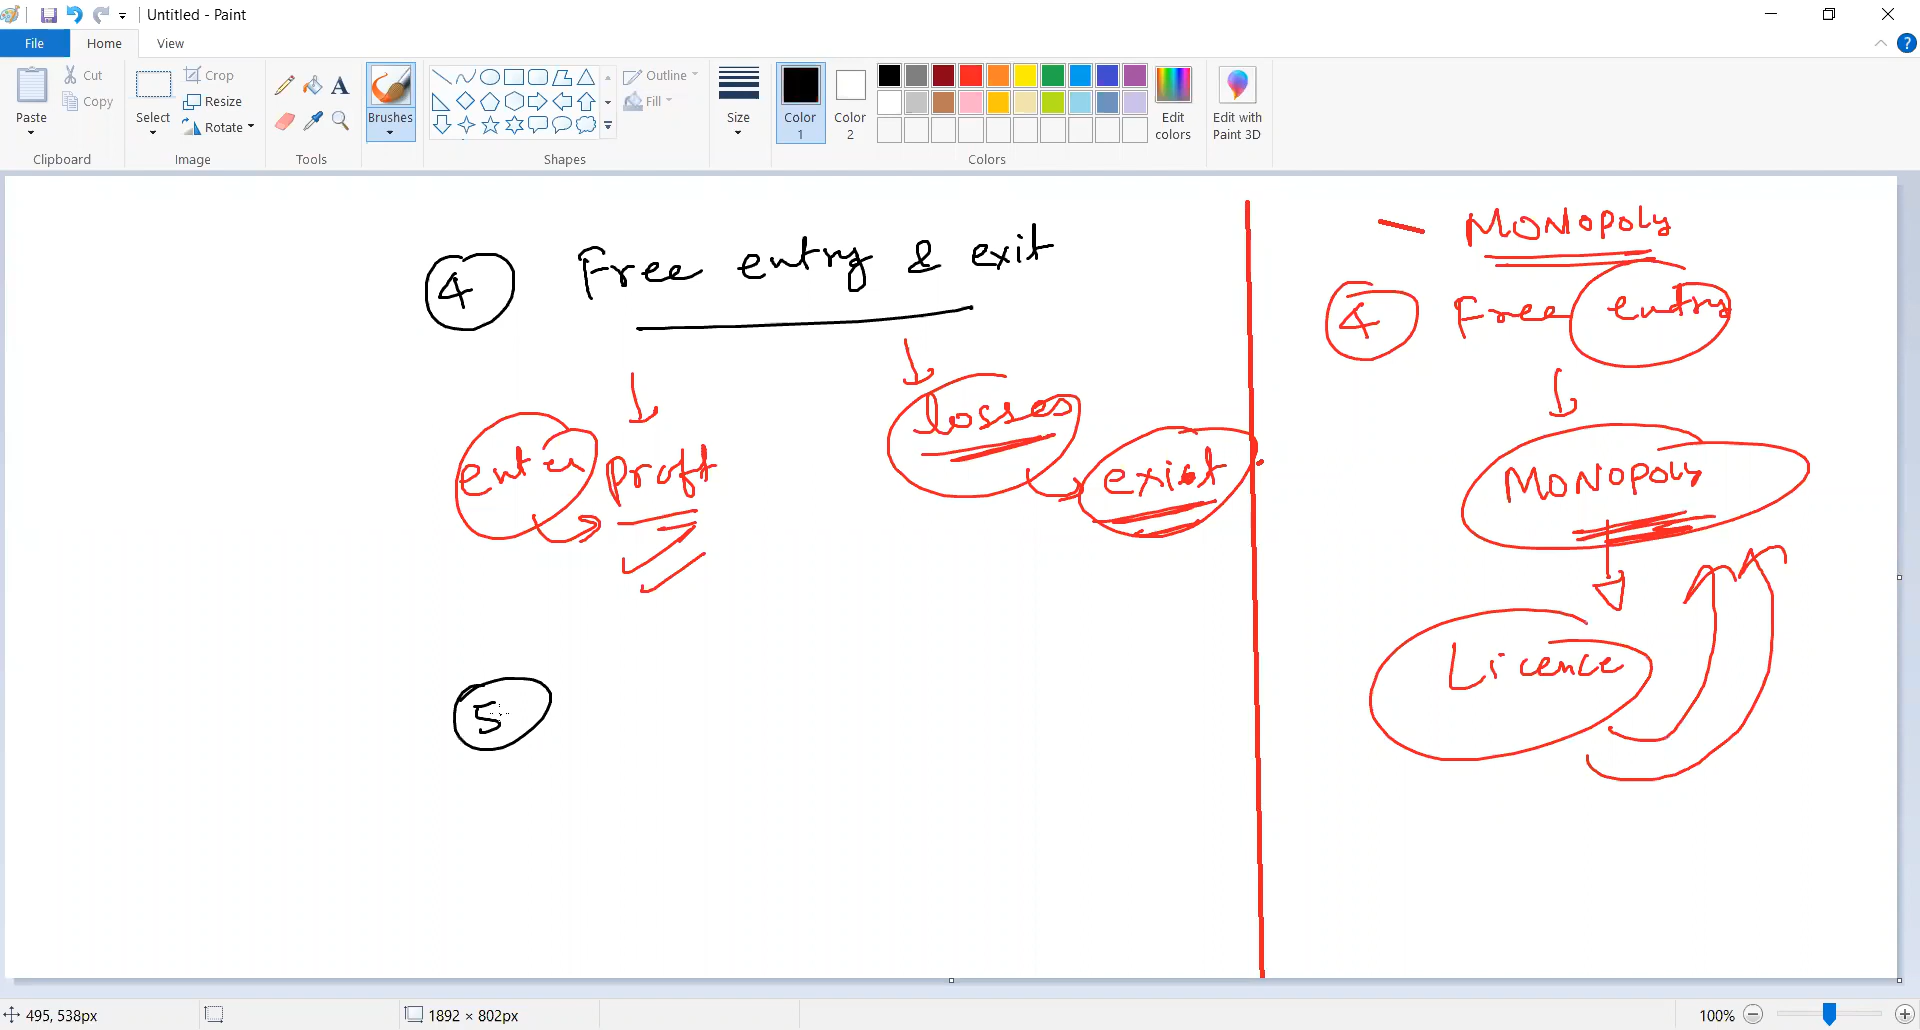 Untitled - Paint
File Home View
Paste
Cut
Copy
Clipboard
Select
Crop
Resize
Rotate
Image
Tools
Brushes
Outline
Fill
Shapes
Size
Color 1
Color 2
Edit colors
Colors
Edit with Paint 3D
4 Free entry & exit
losses
enter profit
exist
5
MONOPOLY
4 Free entry
MONOPOLY
Licence
495, 538px
1892 × 802px
100%